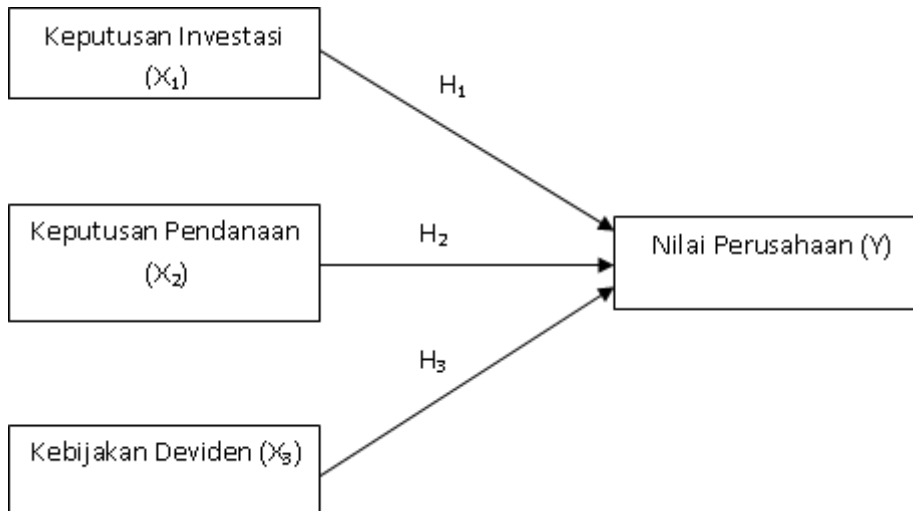 Keputusan Investasi
(X₁)
H₁
Keputusan Pendanaan
(X₂)
H₂
Nilai Perusahaan (Y)
H₃
Kebijakan Deviden (X₃)